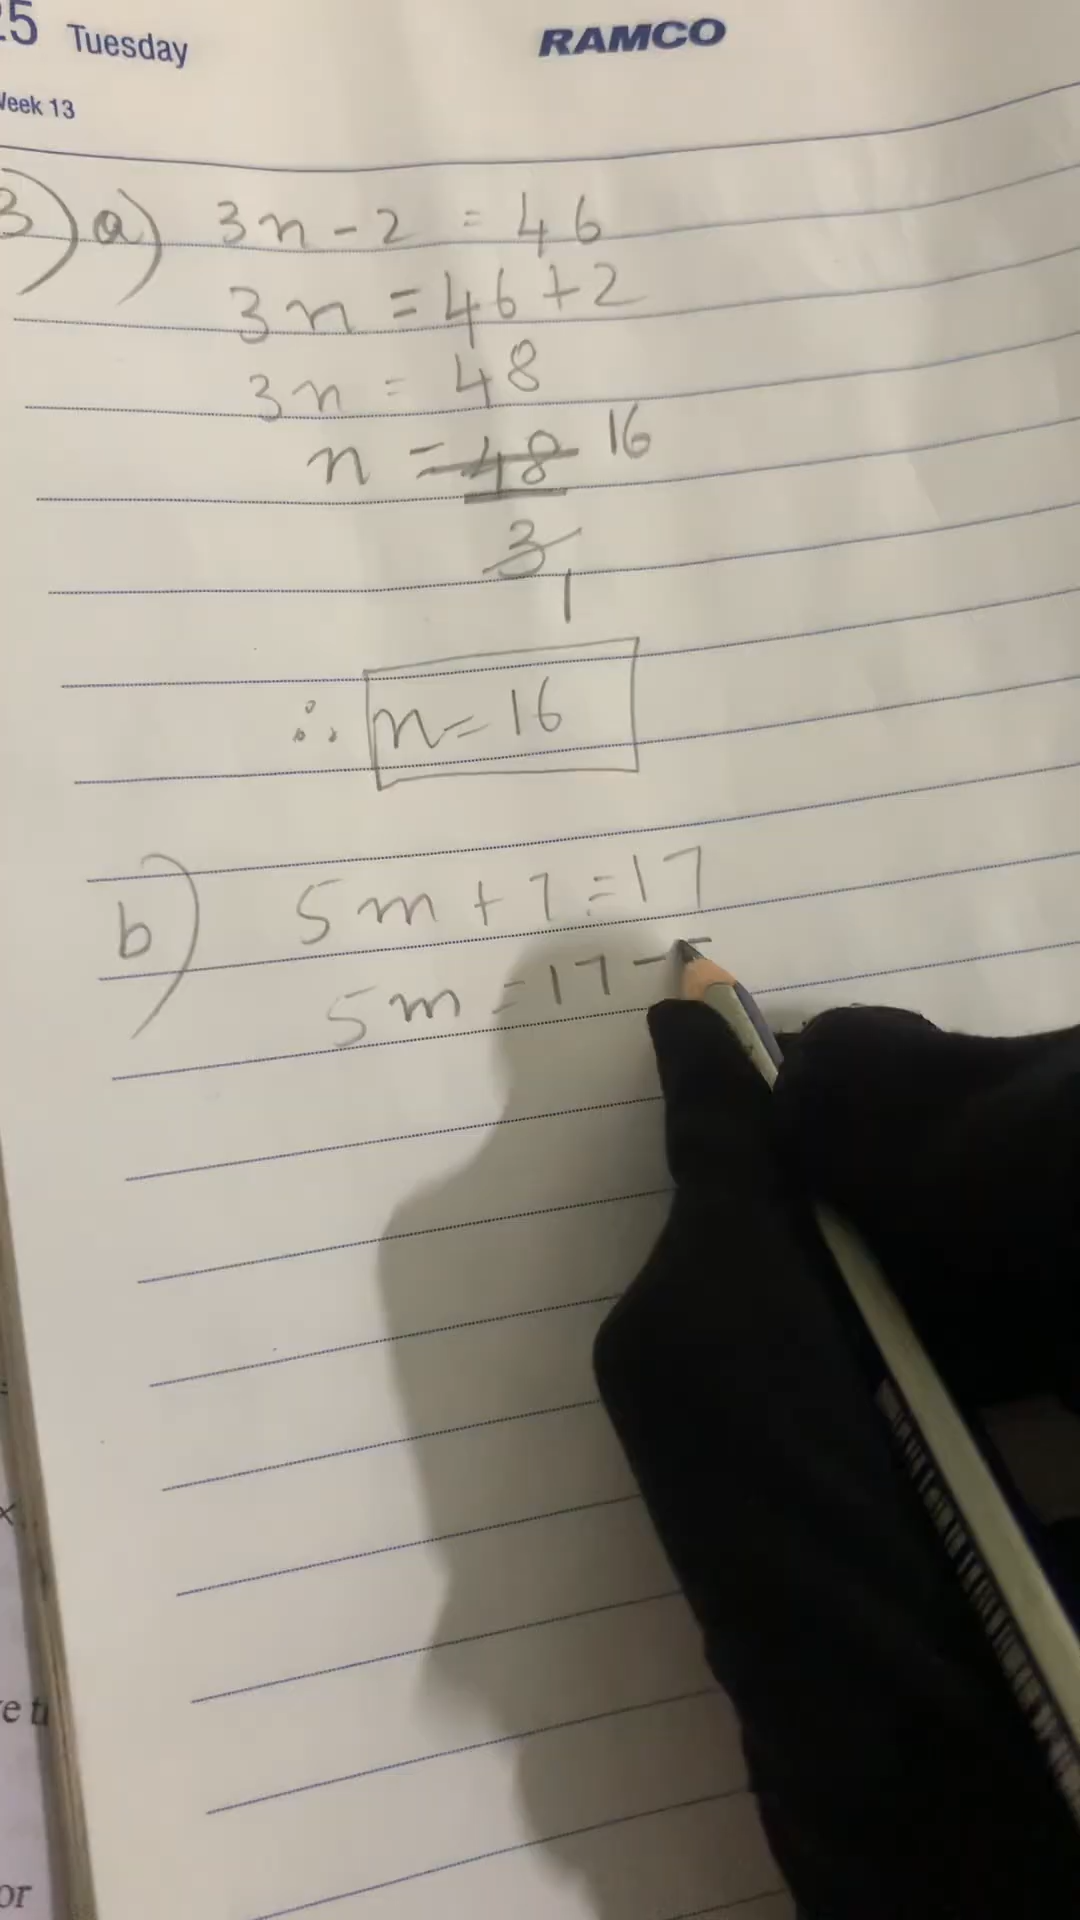 25 Tuesday RAMCO
Week 13
3) a) 3n - 2 = 46
3n = 46 + 2
3n = 48
n = 48 16
3
1
∴ n = 16
b) 5m + 7 = 17
5m = 17 -
or